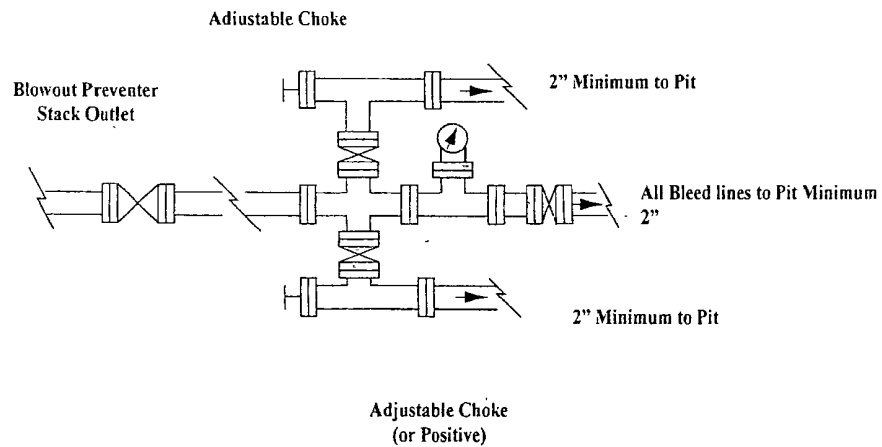 Adjustable Choke
2” Minimum to Pit
Blowout Preventer
Stack Outlet
All Bleed lines to Pit Minimum
2”
2” Minimum to Pit
Adjustable Choke
(or Positive)